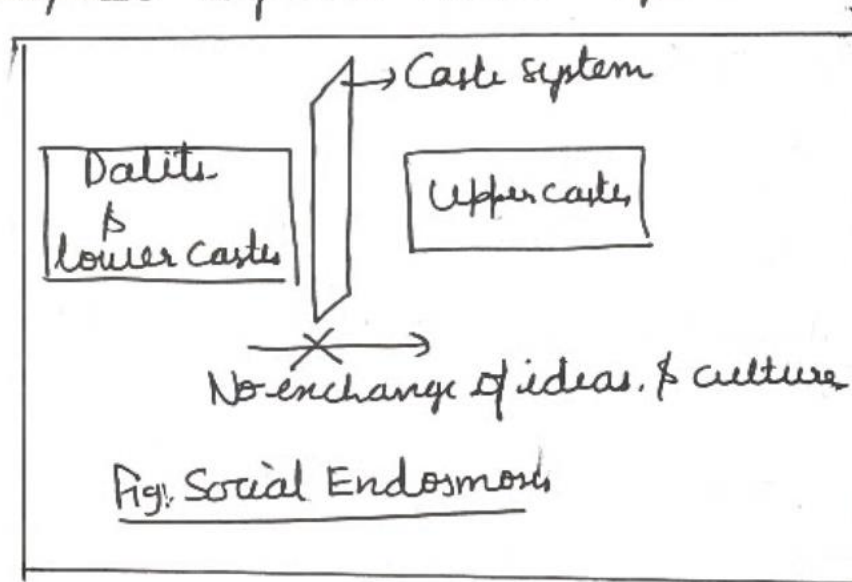 Caste system
Dalits
&
lower castes
Upper castes
No exchange of ideas. & culture
Fig: Social Endosmosis